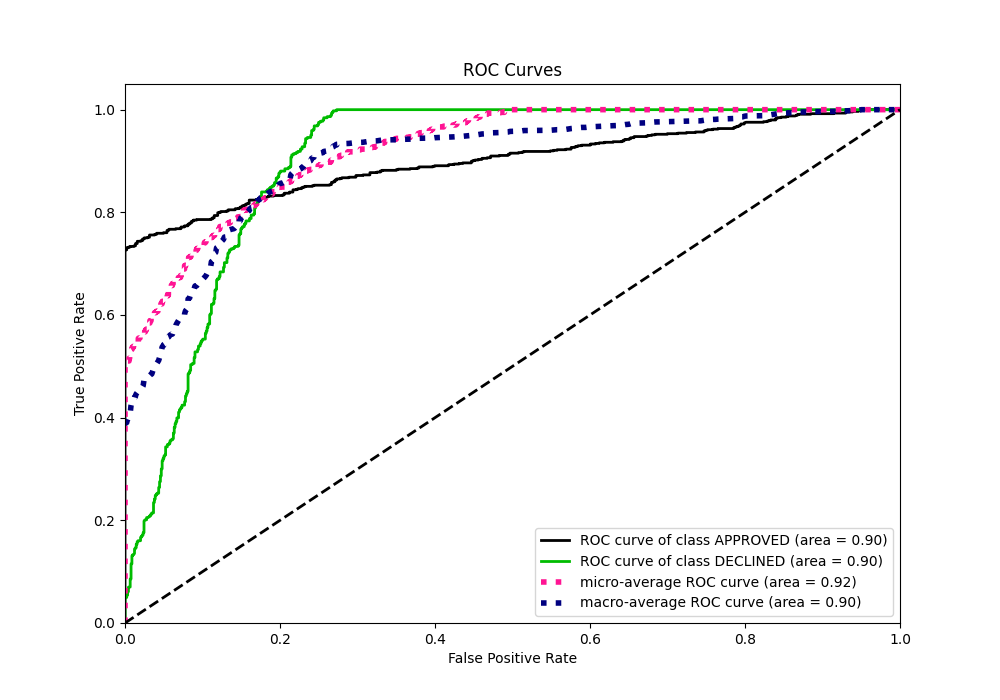 ROC Curves
1.0
0.8
0.6
0.4
0.2
0.0
True Positive Rate
0.0 0.2 0.4 0.6 0.8 1.0
False Positive Rate
ROC curve of class APPROVED (area = 0.90)
ROC curve of class DECLINED (area = 0.90)
micro-average ROC curve (area = 0.92)
macro-average ROC curve (area = 0.90)